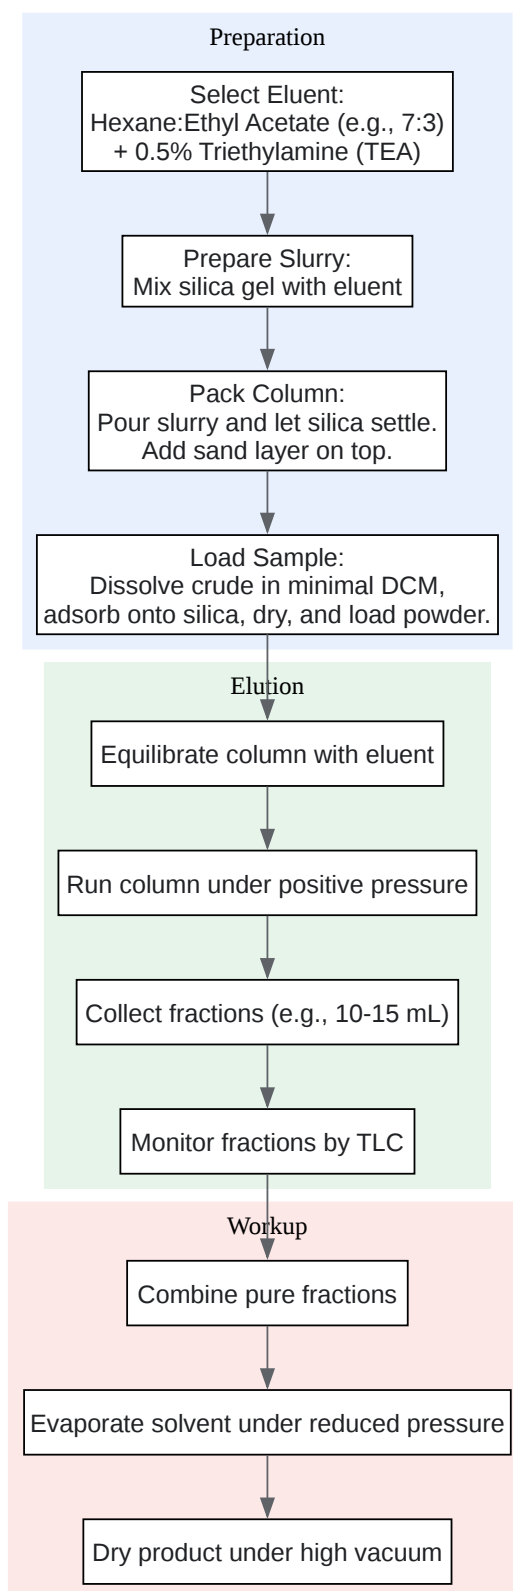 Preparation
Select Eluent:
Hexane:Ethyl Acetate (e.g., 7:3)
+ 0.5% Triethylamine (TEA)
Prepare Slurry:
Mix silica gel with eluent
Pack Column:
Pour slurry and let silica settle.
Add sand layer on top.
Load Sample:
Dissolve crude in minimal DCM,
adsorb onto silica, dry, and load powder.
Elution
Equilibrate column with eluent
Run column under positive pressure
Collect fractions (e.g., 10-15 mL)
Monitor fractions by TLC
Workup
Combine pure fractions
Evaporate solvent under reduced pressure
Dry product under high vacuum